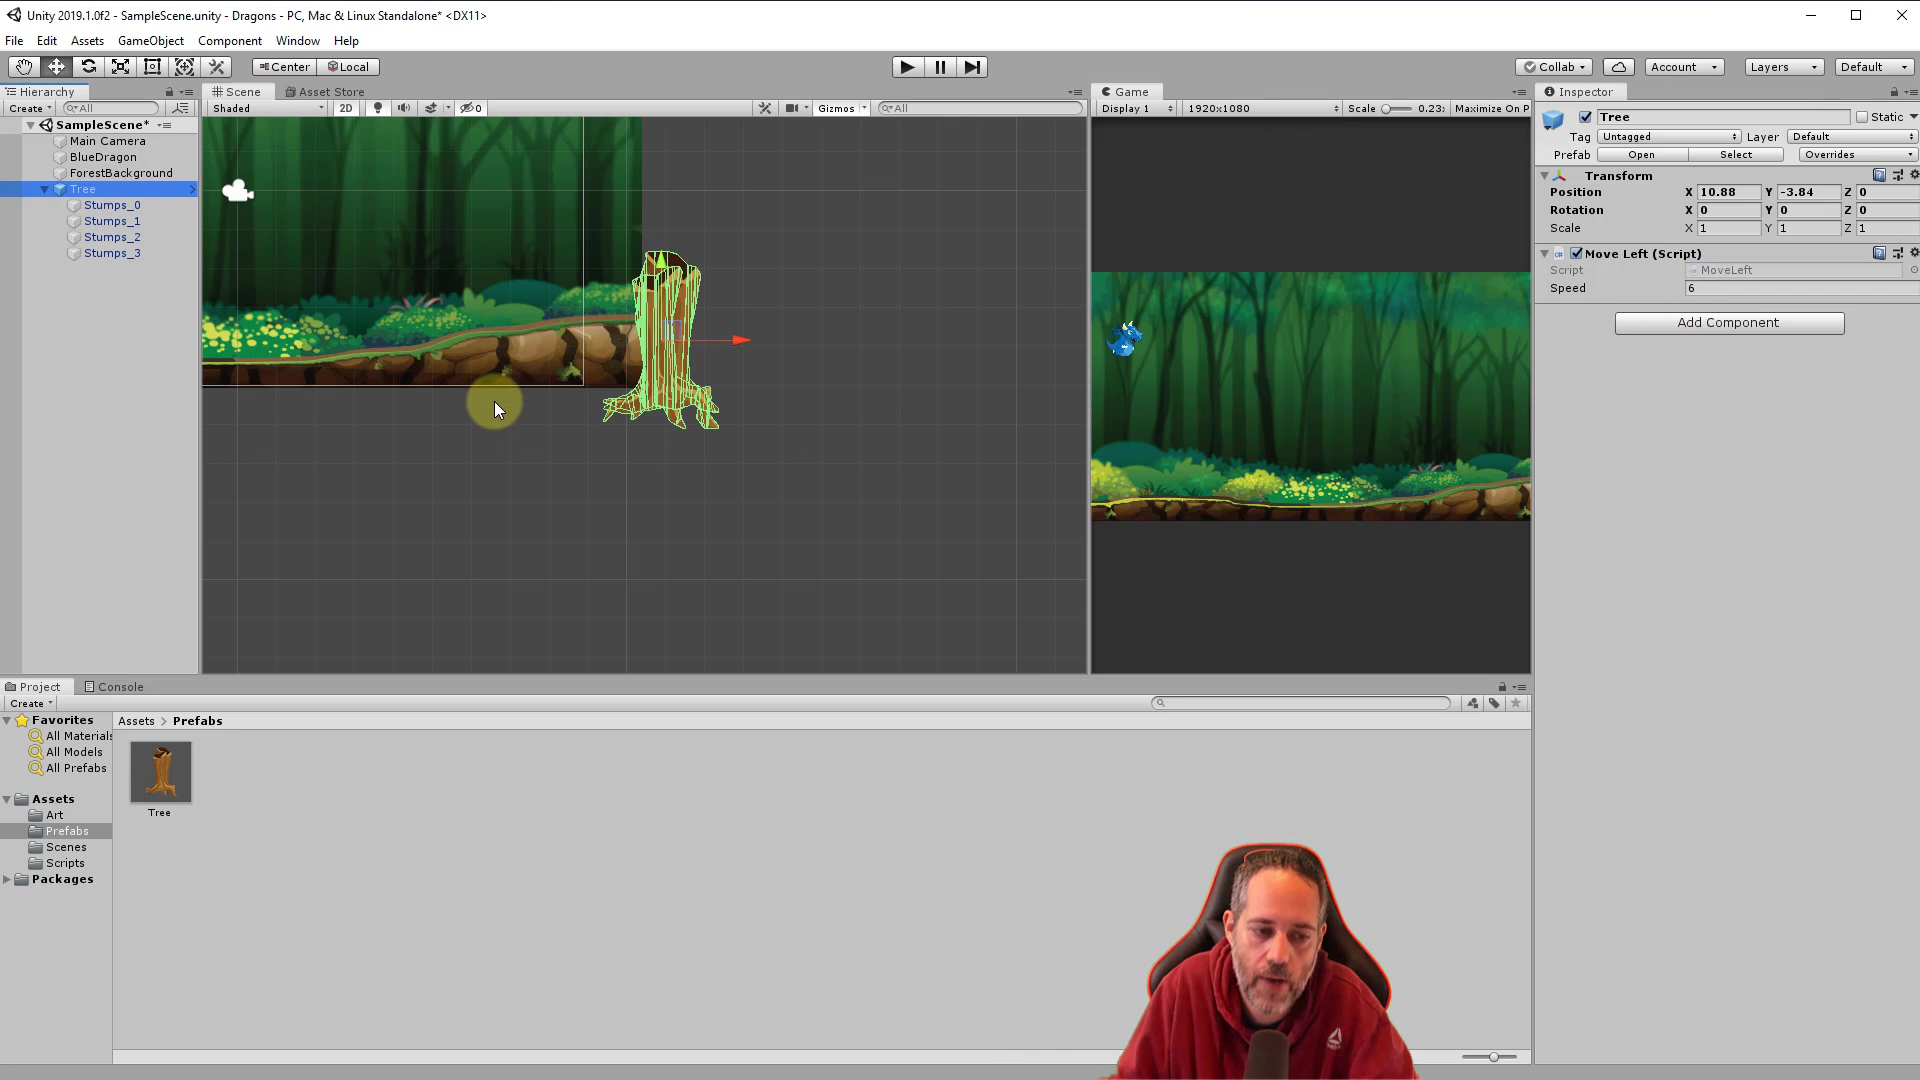 Unity 2019.1.0f2 - SampleScene.unity - Dragons - PC, Mac & Linux Standalone* <DX11>
File Edit Assets GameObject Component Window Help
Center Local Collab Account Layers Default
Hierarchy Scene Asset Store Game Inspector
Create All Shaded 2D 0 Gizmos All Display 1 1920x1080 Scale 0.23: Maximize On P
Tree Static
SampleScene*
Tag Untagged Layer Default
Main Camera
Prefab Open Select Overrides
BlueDragon
ForestBackground
Transform
Tree
Position X 10.88 Y -3.84 Z 0
Stumps_0
Rotation X 0 Y 0 Z 0
Stumps_1
Scale X 1 Y 1 Z 1
Stumps_2
Stumps_3
Move Left (Script)
Script MoveLeft
Speed 6
Add Component
Project Console
Create
Favorites
Assets > Prefabs
All Materials
All Models
All Prefabs
Assets
Art
Tree
Prefabs
Scenes
Scripts
Packages